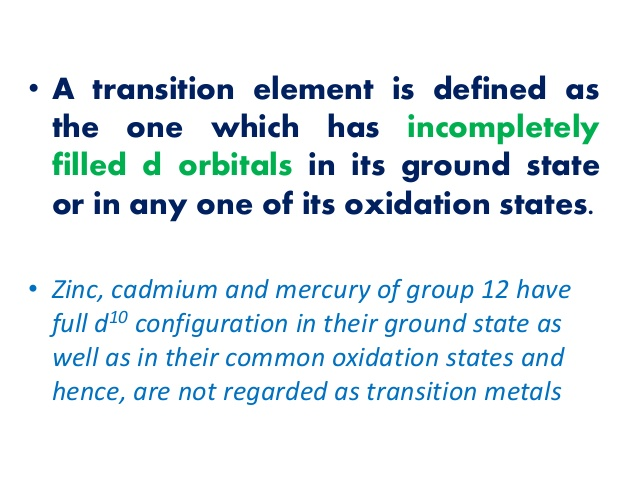 • A transition element is defined as
the one which has incompletely
filled d orbitals in its ground state
or in any one of its oxidation states.
• Zinc, cadmium and mercury of group 12 have
full d¹⁰ configuration in their ground state as
well as in their common oxidation states and
hence, are not regarded as transition metals